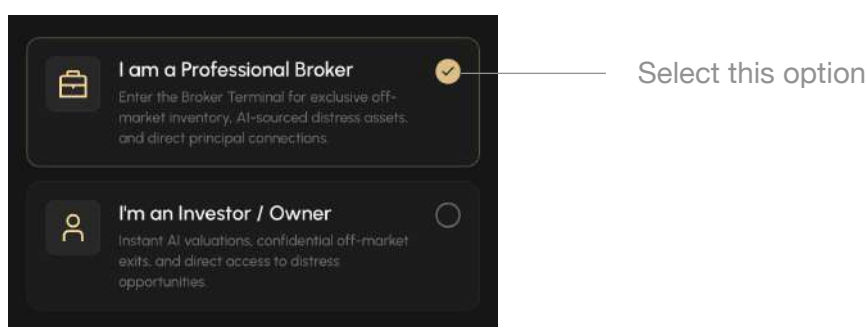 I am a Professional Broker
Enter the Broker Terminal for exclusive off-
market inventory, AI-sourced distress assets,
and direct principal connections.
Select this option
I'm an Investor / Owner
Instant AI valuations, confidential off-market
exits, and direct access to distress
opportunities.